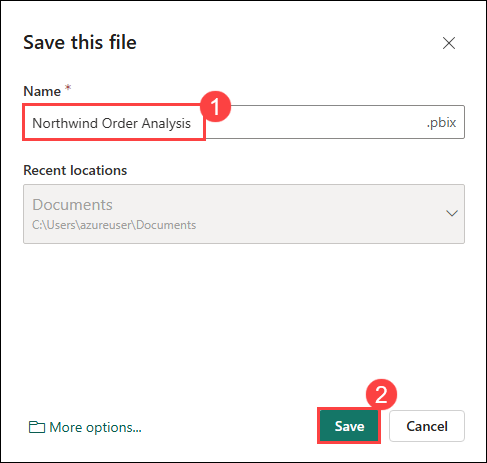 Save this file
Name *
1
Northwind Order Analysis
.pbix
Recent locations
Documents
C:\Users\azureuser\Documents
2
More options...
Save
Cancel